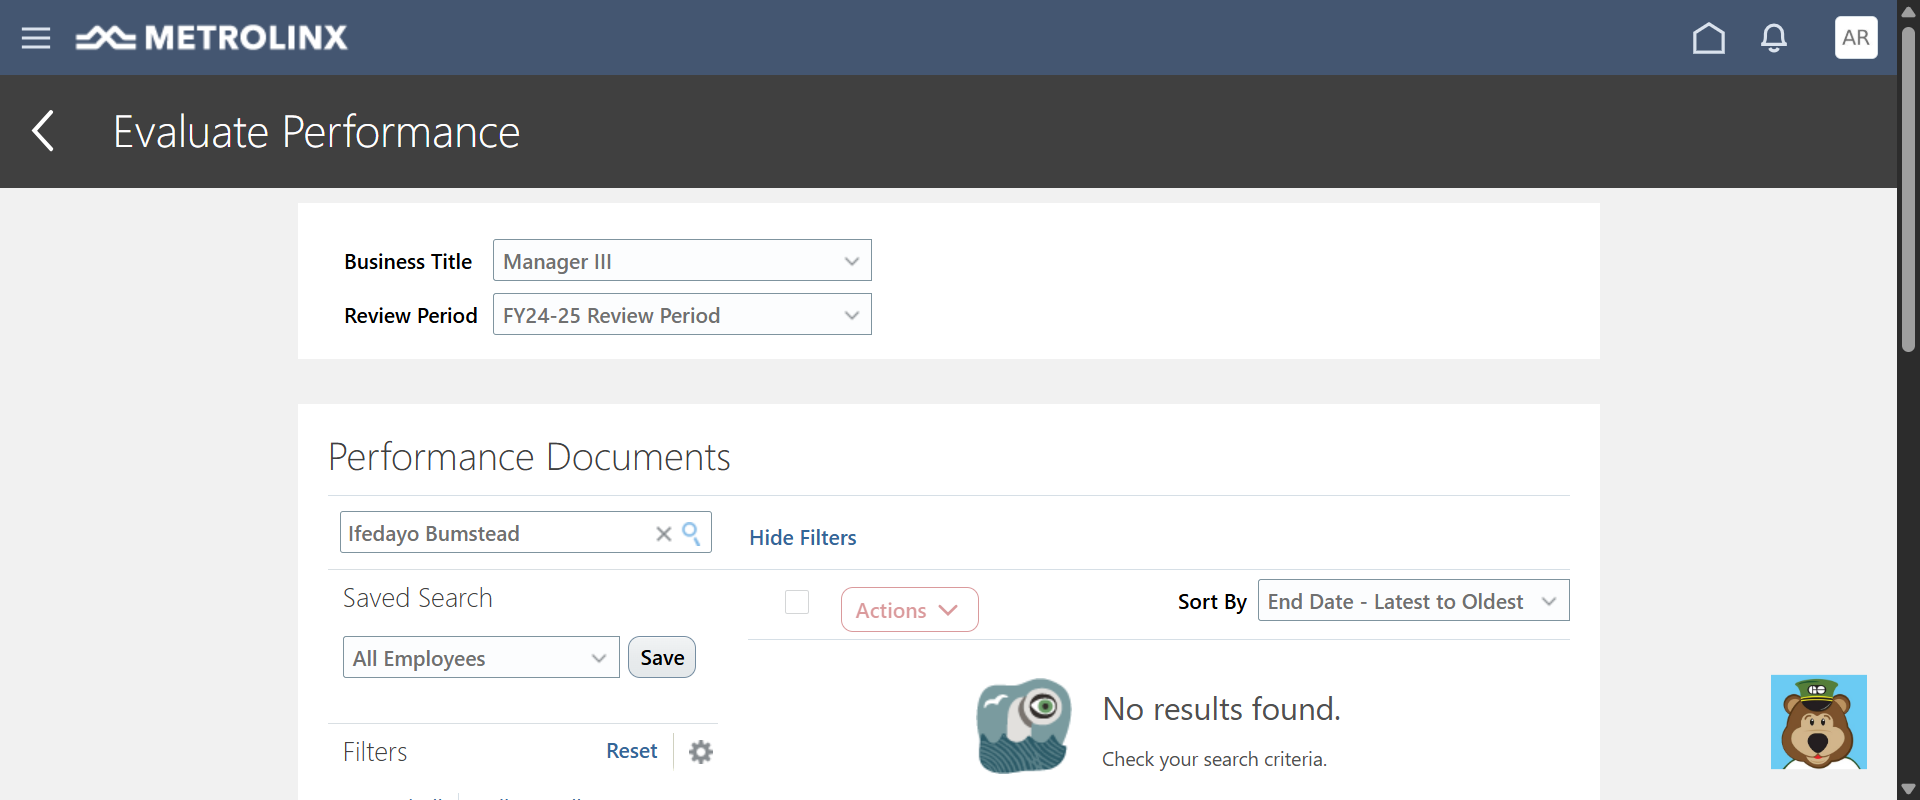 METROLINX
AR
Evaluate Performance
Business Title
Manager III
Review Period
FY24-25 Review Period
Performance Documents
Ifedayo Bumstead
Hide Filters
Saved Search
Actions
Sort By
End Date - Latest to Oldest
All Employees
Save
No results found.
Filters
Reset
Check your search criteria.
GO